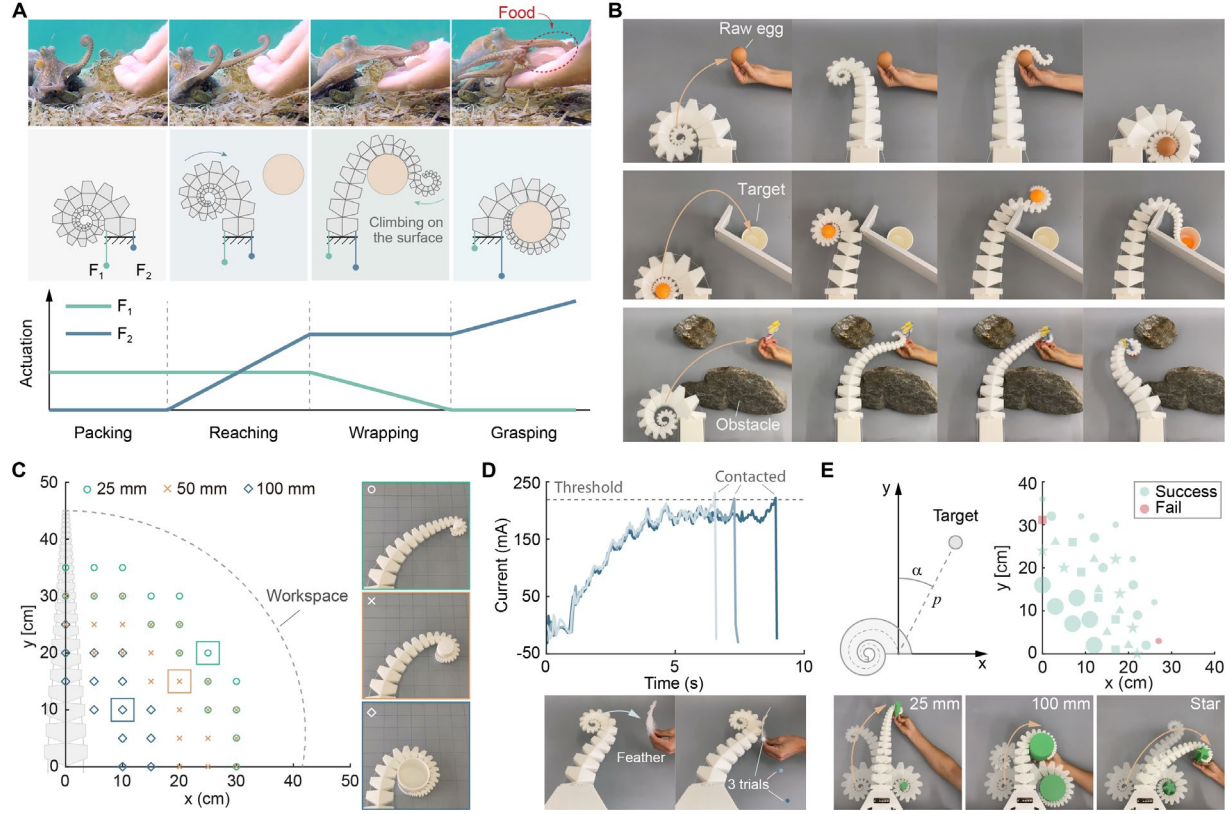 A
Food
Climbing on
the surface
F1
F2
F1
F2
Actuation
Packing
Reaching
Wrapping
Grasping
B
Raw egg
Target
Obstacle
C
50
40
30
20
10
0
y [cm]
25 mm
50 mm
100 mm
Workspace
0
10
20
30
40
50
x (cm)
D
250
150
50
-50
Current (mA)
Threshold
Contacted
0
5
10
Time (s)
Feather
3 trials
E
y
Target
α
p
x
40
30
20
10
0
y [cm]
Success
Fail
0
10
20
30
40
x (cm)
25 mm
100 mm
Star